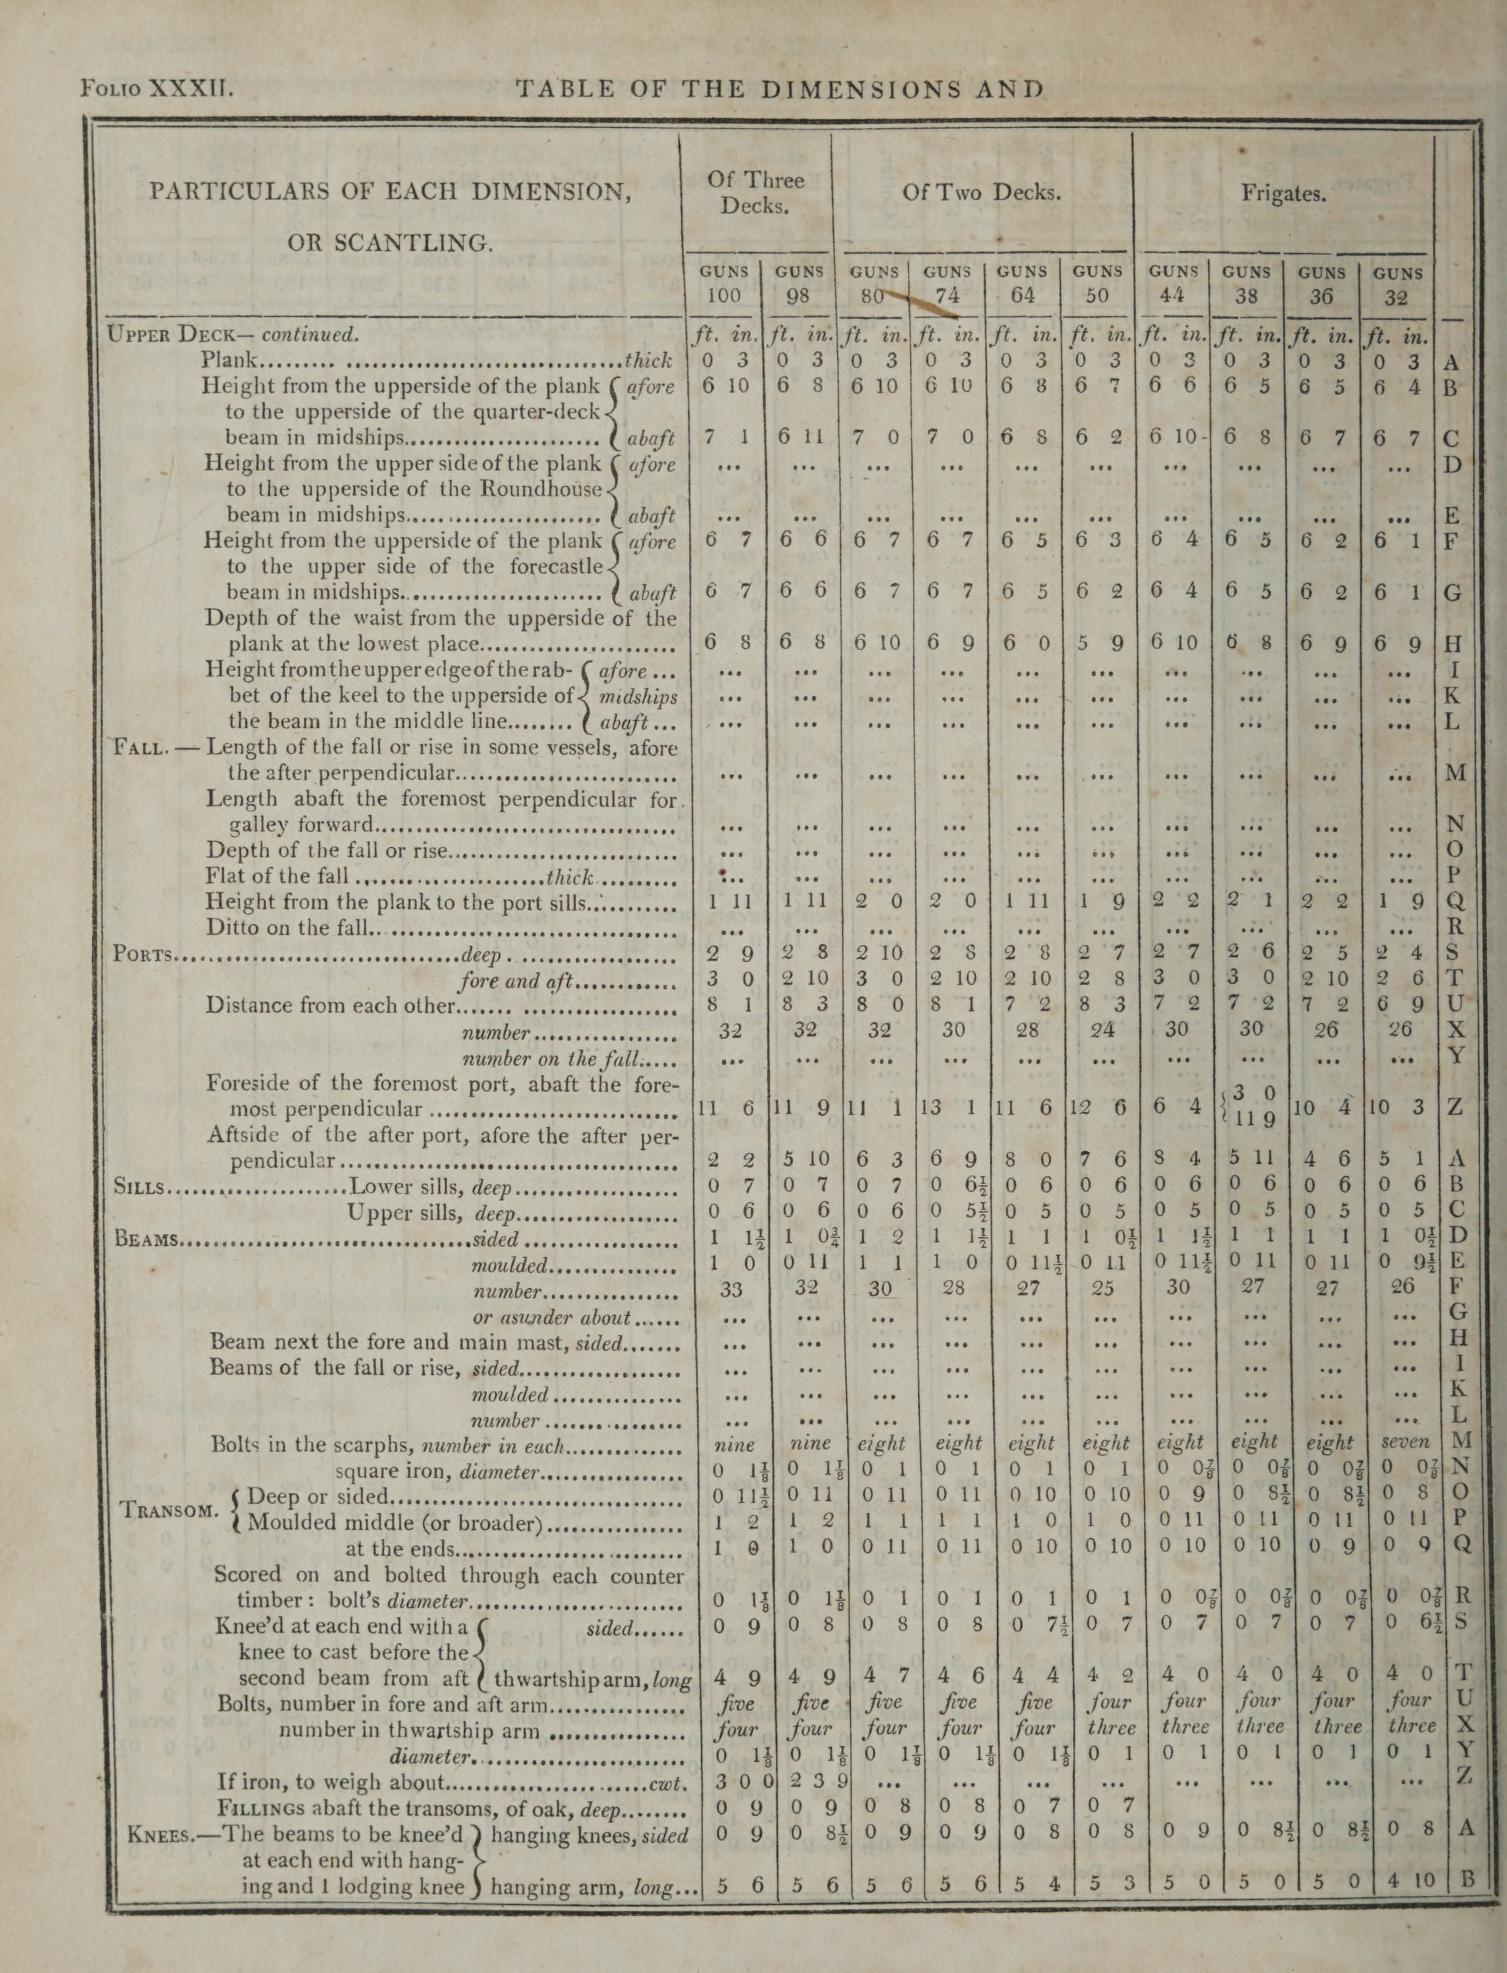 FOLIO XXXII. TABLE OF THE DIMENSIONS AND
PARTICULARS OF EACH DIMENSION, OR SCANTLING.
Of Three Decks. Of Two Decks. Frigates.
GUNS 100 GUNS 98 GUNS 80 GUNS 74 GUNS 64 GUNS 50 GUNS 44 GUNS 38 GUNS 36 GUNS 32
UPPER DECK— continued. ft. in. ft. in. ft. in. ft. in. ft. in. ft. in. ft. in. ft. in. ft. in. ft. in.
Plank.......... thick 0 3 0 3 0 3 0 3 0 3 0 3 0 3 0 3 0 3 0 3 A
Height from the upperside of the plank { afore 6 10 6 8 6 10 6 10 6 8 6 7 6 6 6 5 6 5 6 4 B
to the upperside of the quarter-deck
beam in midships.......... abaft 7 1 6 11 7 0 7 0 6 8 6 2 6 10 6 8 6 7 6 7 C
Height from the upper side of the plank { afore ... ... ... ... ... ... ... ... ... ... D
to the upperside of the Roundhouse
beam in midships.......... abaft ... ... ... ... ... ... ... ... ... ... E
Height from the upperside of the plank { afore 6 7 6 6 6 7 6 7 6 5 6 3 6 4 6 5 6 2 6 1 F
to the upper side of the forecastle
beam in midships.......... abaft 6 7 6 6 6 7 6 7 6 5 6 2 6 4 6 5 6 2 6 1 G
Depth of the waist from the upperside of the
plank at the lowest place.......... 6 8 6 8 6 10 6 9 6 0 5 9 6 10 6 8 6 9 6 9 H
Height from the upper edge of the rab- { afore ... ... ... ... ... ... ... ... ... ... ... I
bet of the keel to the upperside of midships ... ... ... ... ... ... ... ... ... ... K
the beam in the middle line........ abaft ... ... ... ... ... ... ... ... ... ... ... L
FALL.—Length of the fall or rise in some vessels, afore
the after perpendicular.......... ... ... ... ... ... ... ... ... ... ... M
Length abaft the foremost perpendicular for
galley forward.......... ... ... ... ... ... ... ... ... ... ... N
Depth of the fall or rise.......... ... ... ... ... ... ... ... ... ... ... O
Flat of the fall .......... thick .......... ... ... ... ... ... ... ... ... ... ... P
Height from the plank to the port sills.......... 1 11 1 11 2 0 2 0 1 11 1 9 2 2 2 1 2 2 1 9 Q
Ditto on the fall.......... ... ... ... ... ... ... ... ... ... ... R
PORTS.......... deep .......... 2 9 2 8 2 10 2 8 2 8 2 7 2 7 2 6 2 5 2 4 S
fore and aft.......... 3 0 2 10 3 0 2 10 2 10 2 8 3 0 3 0 2 10 2 6 T
Distance from each other.......... 8 1 8 3 8 0 8 1 7 2 8 3 7 2 7 2 7 2 6 9 U
number.......... 32 32 32 30 28 24 30 30 26 26 X
number on the fall...... ... ... ... ... ... ... ... ... ... ... Y
Foreside of the foremost port, abaft the fore-
most perpendicular .......... 11 6 11 9 11 1 13 1 11 6 12 6 6 4 { 3 0 { 11 9 10 4 10 3 Z
Aftside of the after port, afore the after per-
pendicular.......... 2 2 5 10 6 3 6 9 8 0 7 6 8 4 5 11 4 6 5 1 A
SILLS..........Lower sills, deep.......... 0 7 0 7 0 7 0 6½ 0 6 0 6 0 6 0 6 0 6 0 6 B
Upper sills, deep.......... 0 6 0 6 0 6 0 5½ 0 5 0 5 0 5 0 5 0 5 0 5 C
BEAMS..........sided .......... 1 1½ 1 0¾ 1 2 1 1½ 1 1 1 0½ 1 1½ 1 1 1 1 1 0½ D
moulded.......... 1 0 0 11 1 1 1 0 0 11½ 0 11 0 11½ 0 11 0 11 0 9½ E
number.......... 33 32 30 28 27 25 30 27 27 26 F
or asunder about...... ... ... ... ... ... ... ... ... ... ... G
Beam next the fore and main mast, sided....... ... ... ... ... ... ... ... ... ... ... H
Beams of the fall or rise, sided.......... ... ... ... ... ... ... ... ... ... ... I
moulded .......... ... ... ... ... ... ... ... ... ... ... K
number .......... ... ... ... ... ... ... ... ... ... ... L
Bolts in the scarphs, number in each.......... nine nine eight eight eight eight eight eight eight seven M
square iron, diameter.......... 0 1⅛ 0 1⅛ 0 1 0 1 0 1 0 1 0 0⅞ 0 0⅞ 0 0⅞ 0 0⅞ N
TRANSOM. { Deep or sided.......... 0 11½ 0 11 0 11 0 11 0 10 0 10 0 9 0 8½ 0 8½ 0 8 O
Moulded middle (or broader).......... 1 2 1 2 1 1 1 1 1 0 1 0 0 11 0 11 0 11 0 11 P
at the ends.......... 1 0 1 0 0 11 0 11 0 10 0 10 0 10 0 10 0 9 0 9 Q
Scored on and bolted through each counter
timber: bolt's diameter.......... 0 1⅛ 0 1⅛ 0 1 0 1 0 1 0 1 0 0⅞ 0 0⅞ 0 0⅞ 0 0⅞ R
Knee'd at each end with a { sided...... 0 9 0 8 0 8 0 8 0 7½ 0 7 0 7 0 7 0 7 0 6½ S
knee to cast before the
second beam from aft thwartship arm, long 4 9 4 9 4 7 4 6 4 4 4 2 4 0 4 0 4 0 4 0 T
Bolts, number in fore and aft arm.......... five five five five five four four four four four U
number in thwartship arm .......... four four four four four three three three three three X
diameter.......... 0 1⅛ 0 1⅛ 0 1⅛ 0 1⅛ 0 1⅛ 0 1 0 1 0 1 0 1 0 1 Y
If iron, to weigh about..........cwt. 3 0 0 2 3 9 ... ... ... ... ... ... ... ... Z
FILLINGS abaft the transoms, of oak, deep........ 0 9 0 9 0 8 0 8 0 7 0 7
KNEES.—The beams to be knee'd } hanging knees, sided 0 9 0 8½ 0 9 0 9 0 8 0 8 0 9 0 8½ 0 8½ 0 8 A
at each end with hang-
ing and 1 lodging knee } hanging arm, long... 5 6 5 6 5 6 5 6 5 4 5 3 5 0 5 0 5 0 4 10 B